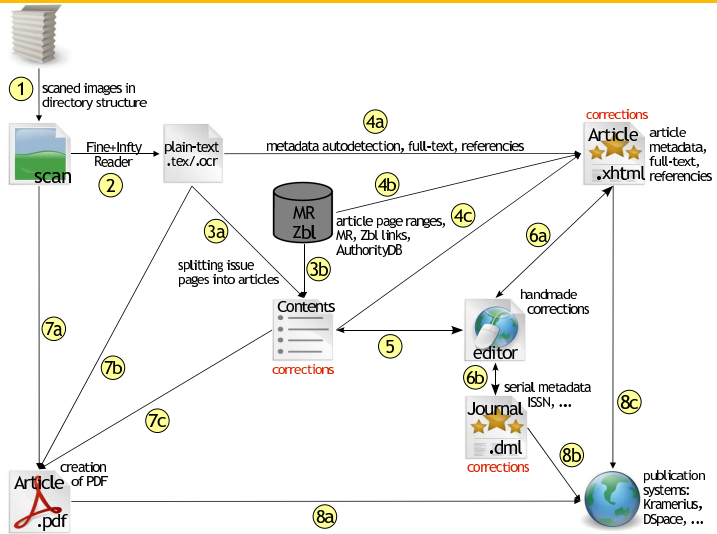 1
scaned images in
directory structure
scan
Fine+Infty
Reader
2
plain-text
.tex/.ocr
4a
metadata autodetection, full-text, referencies
corrections
Article
.xhtml
article
metadata,
full-text,
referencies
MR
Zbl
4b
article page ranges,
MR, Zbl links,
AuthorityDB
4c
3a
splitting issue
pages into articles
3b
6a
Contents
corrections
5
handmade
corrections
editor
7a
7b
7c
6b
serial metadata
ISSN, ...
Journal
.dml
corrections
8c
8b
Article
.pdf
creation
of PDF
8a
publication
systems:
Kramerius,
DSpace, ...